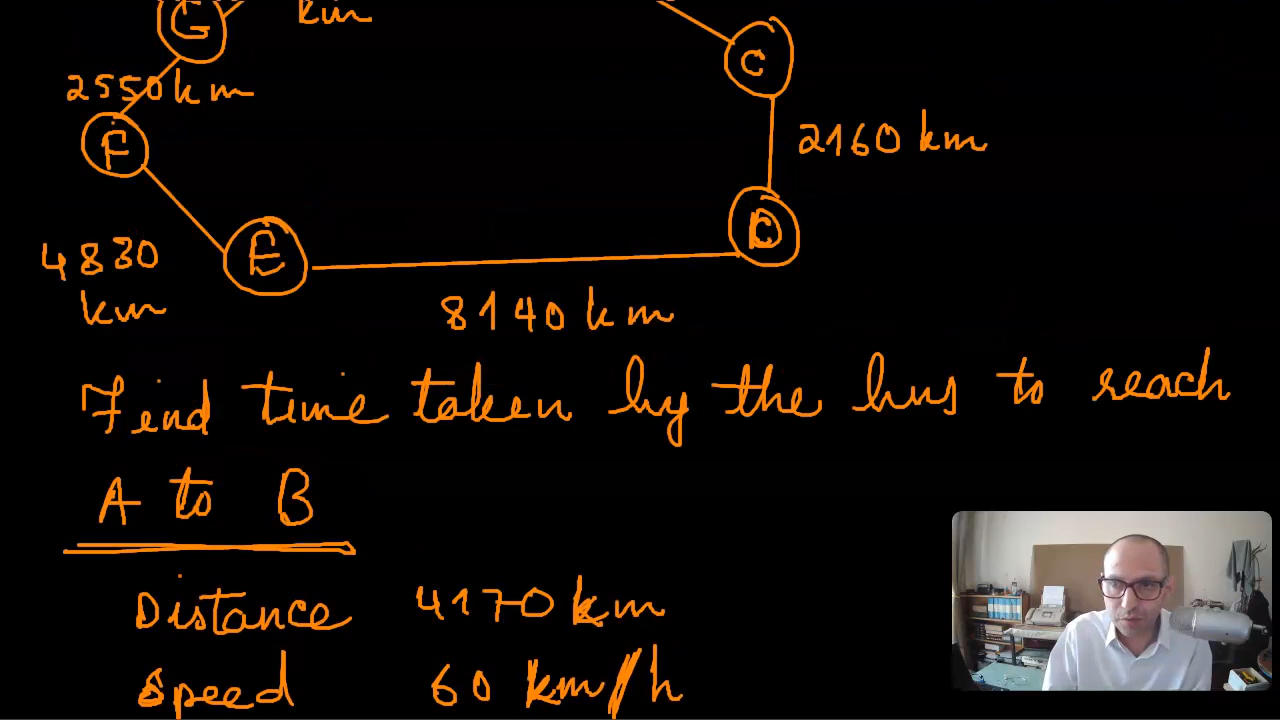 G
km
C
2550 km
F
2160 km
D
E
4830
km
8140 km
Find time taken by the bus to reach
A to B
Distance 4170 km
Speed 60 km/h